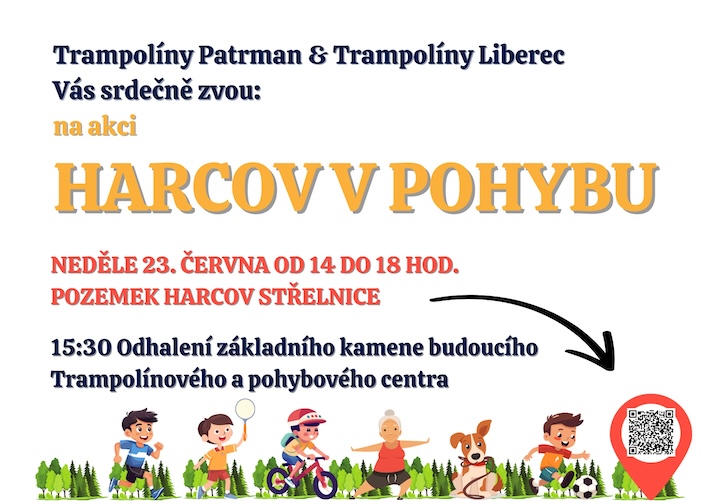 Trampolíny Patrman & Trampolíny Liberec
Vás srdečně zvou:
na akci
HARCOV V POHYBU
NEDĚLE 23. ČERVNA OD 14 DO 18 HOD.
POZEMEK HARCOV STŘELNICE
15:30 Odhalení základního kamene budoucího
Trampolínového a pohybového centra